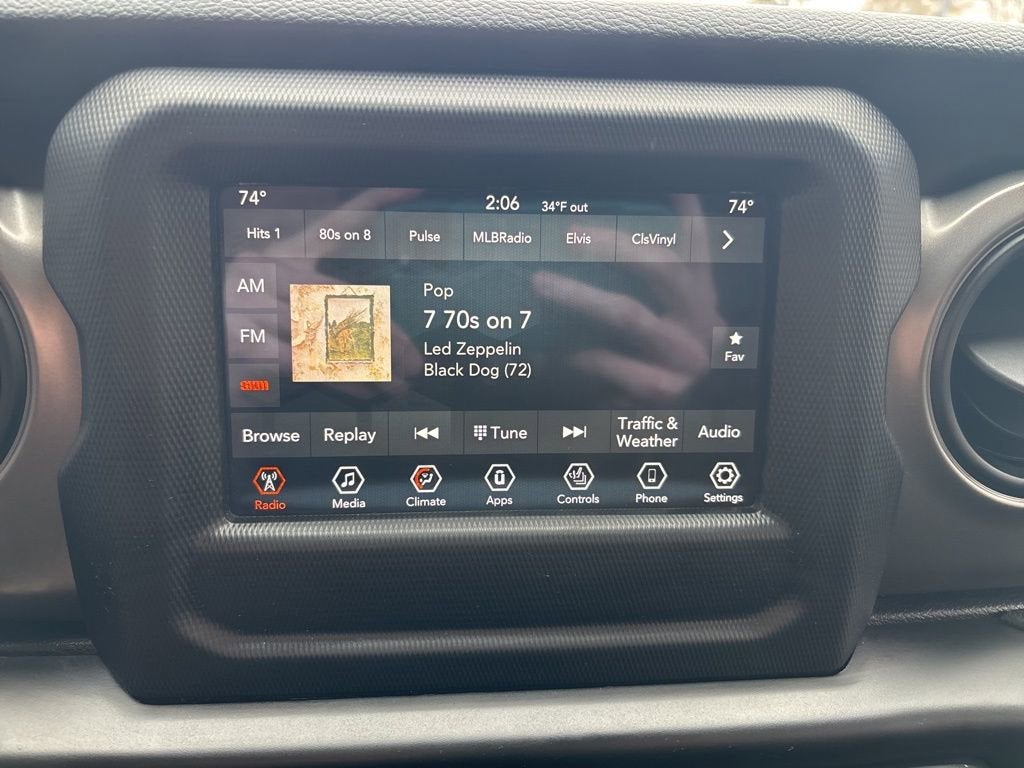 74° 2:06 34°F out 74°
Hits 1 80s on 8 Pulse MLBRadio Elvis ClsVinyl
AM
FM
Pop
7 70s on 7
Led Zeppelin
Black Dog (72)
Fav
Browse Replay Tune Traffic & Weather Audio
Radio Media Climate Apps Controls Phone Settings